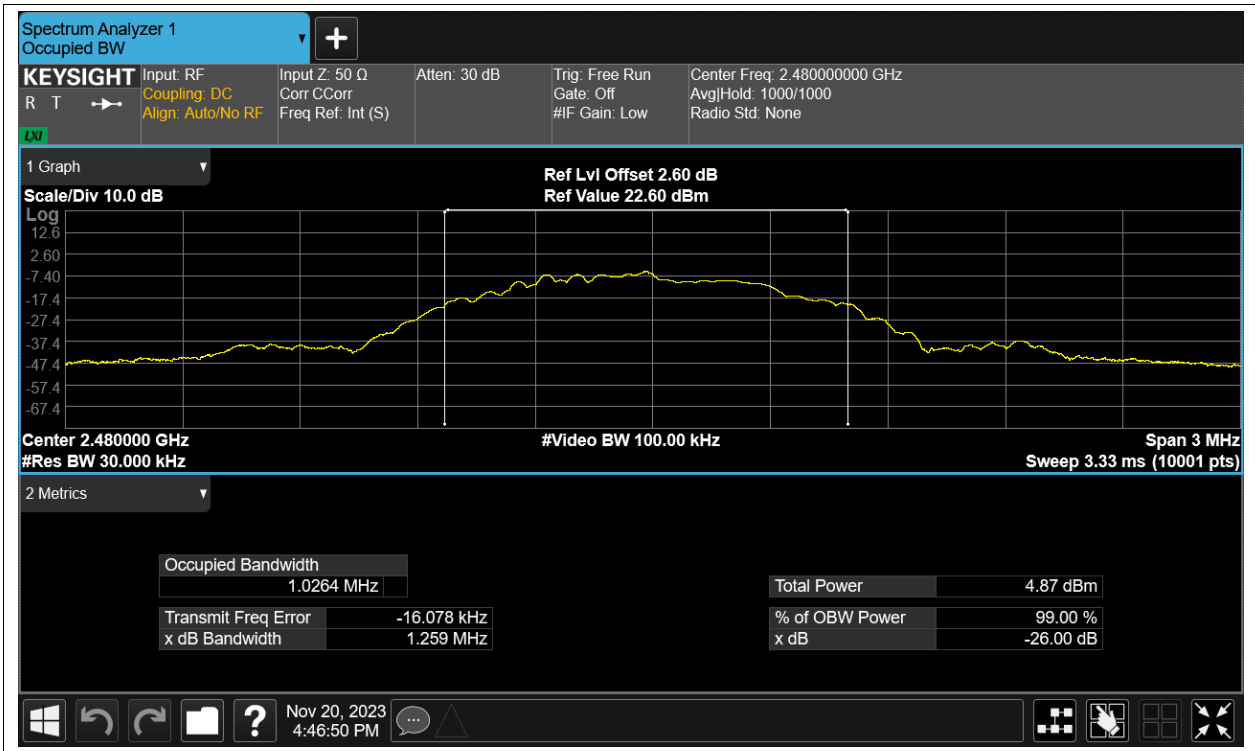 Spectrum Analyzer 1
Occupied BW
KEYSIGHT
R T
LXI
Input: RF
Coupling: DC
Align: Auto/No RF
Input Z: 50 Ω
Corr CCorr
Freq Ref: Int (S)
Atten: 30 dB
Trig: Free Run
Gate: Off
#IF Gain: Low
Center Freq: 2.480000000 GHz
Avg|Hold: 1000/1000
Radio Std: None
1 Graph
Ref Lvl Offset 2.60 dB
Scale/Div 10.0 dB
Ref Value 22.60 dBm
Log
12.6
2.60
-7.40
-17.4
-27.4
-37.4
-47.4
-57.4
-67.4
Center 2.480000 GHz
#Video BW 100.00 kHz
Span 3 MHz
#Res BW 30.000 kHz
Sweep 3.33 ms (10001 pts)
2 Metrics
Occupied Bandwidth
1.0264 MHz
Total Power 4.87 dBm
Transmit Freq Error -16.078 kHz
% of OBW Power 99.00 %
x dB Bandwidth 1.259 MHz
x dB -26.00 dB
?
Nov 20, 2023
4:46:50 PM